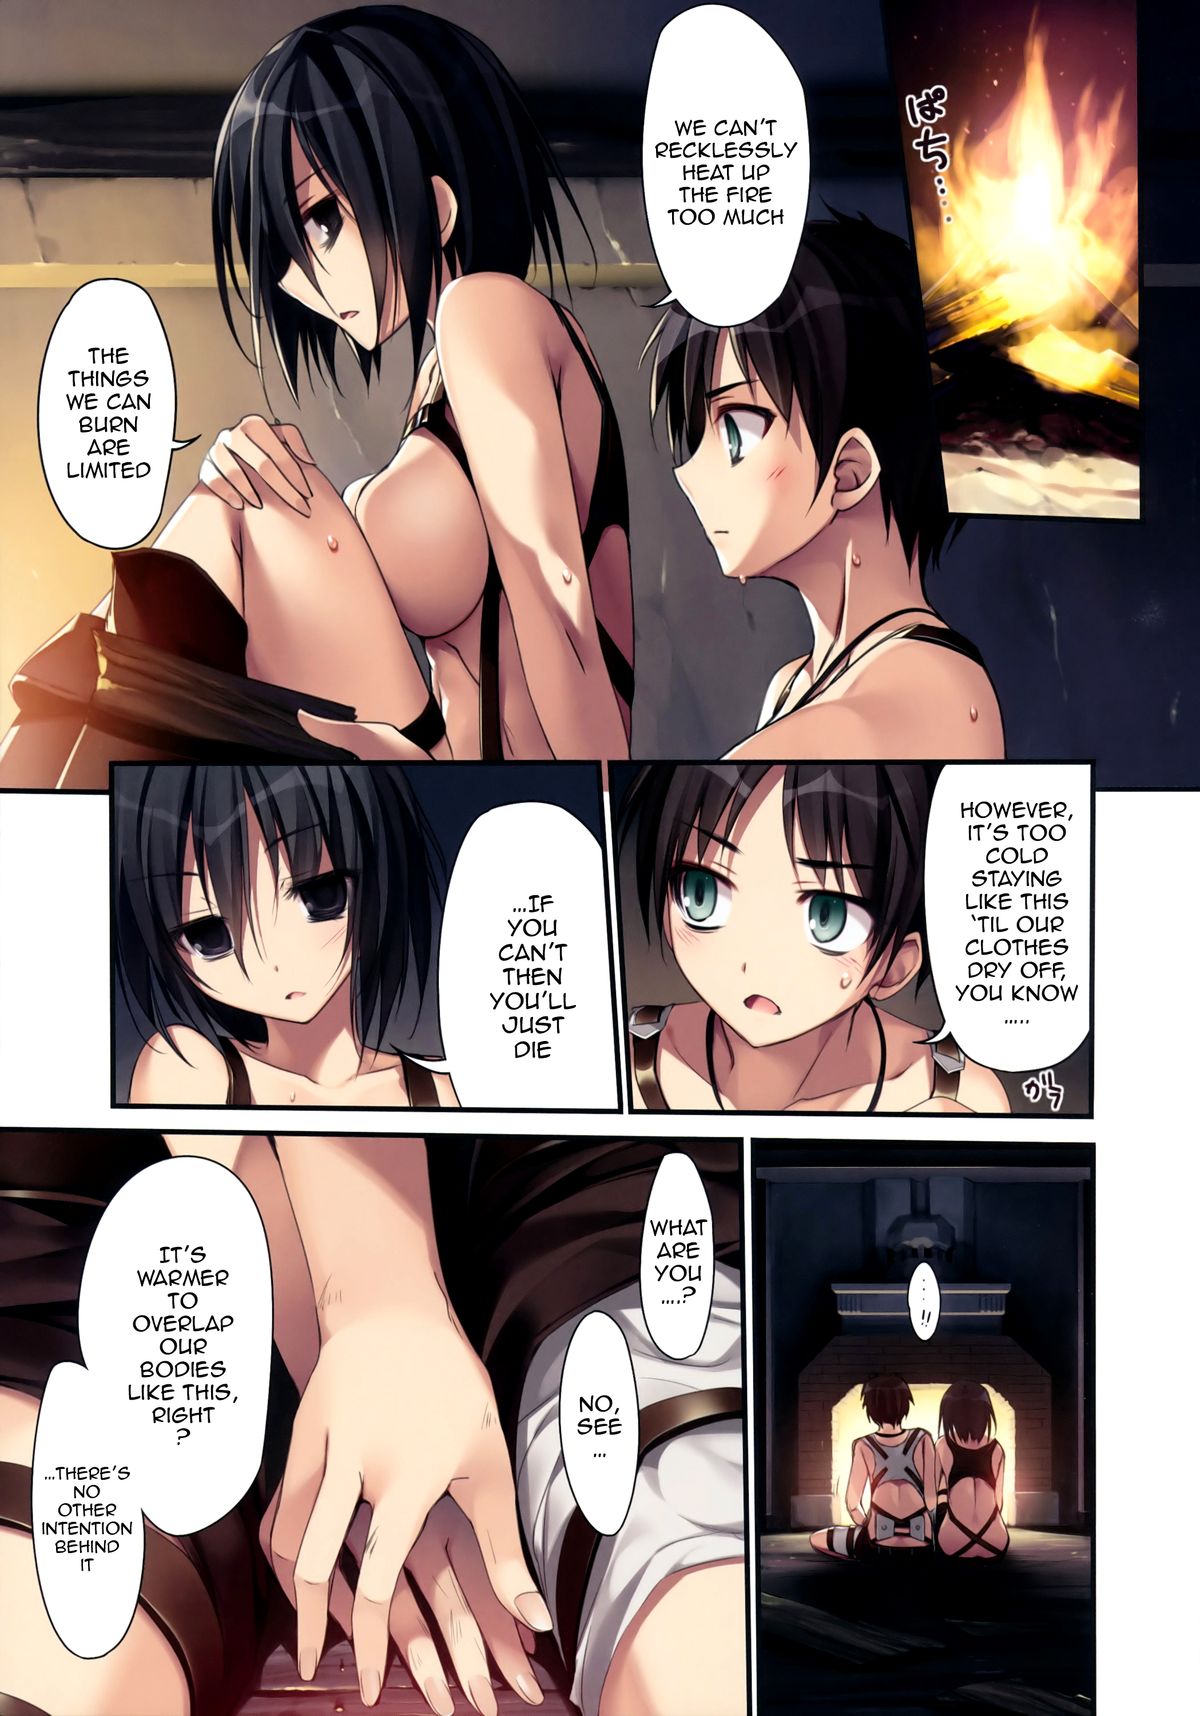 ぱち…‥
WE CAN'T
RECKLESSLY
HEAT UP
THE FIRE
TOO MUCH
THE
THINGS
WE CAN
BURN
ARE
LIMITED
HOWEVER,
IT'S TOO
COLD
STAYING
LIKE THIS
'TIL OUR
CLOTHES
DRY OFF,
YOU KNOW
.....
...IF
YOU
CAN'T
THEN
YOU'LL
JUST
DIE
....!!
WHAT
ARE
YOU
....?
NO,
SEE
...
IT'S
WARMER
TO
OVERLAP
OUR
BODIES
LIKE THIS,
RIGHT
?
...THERE'S
NO
OTHER
INTENTION
BEHIND
IT